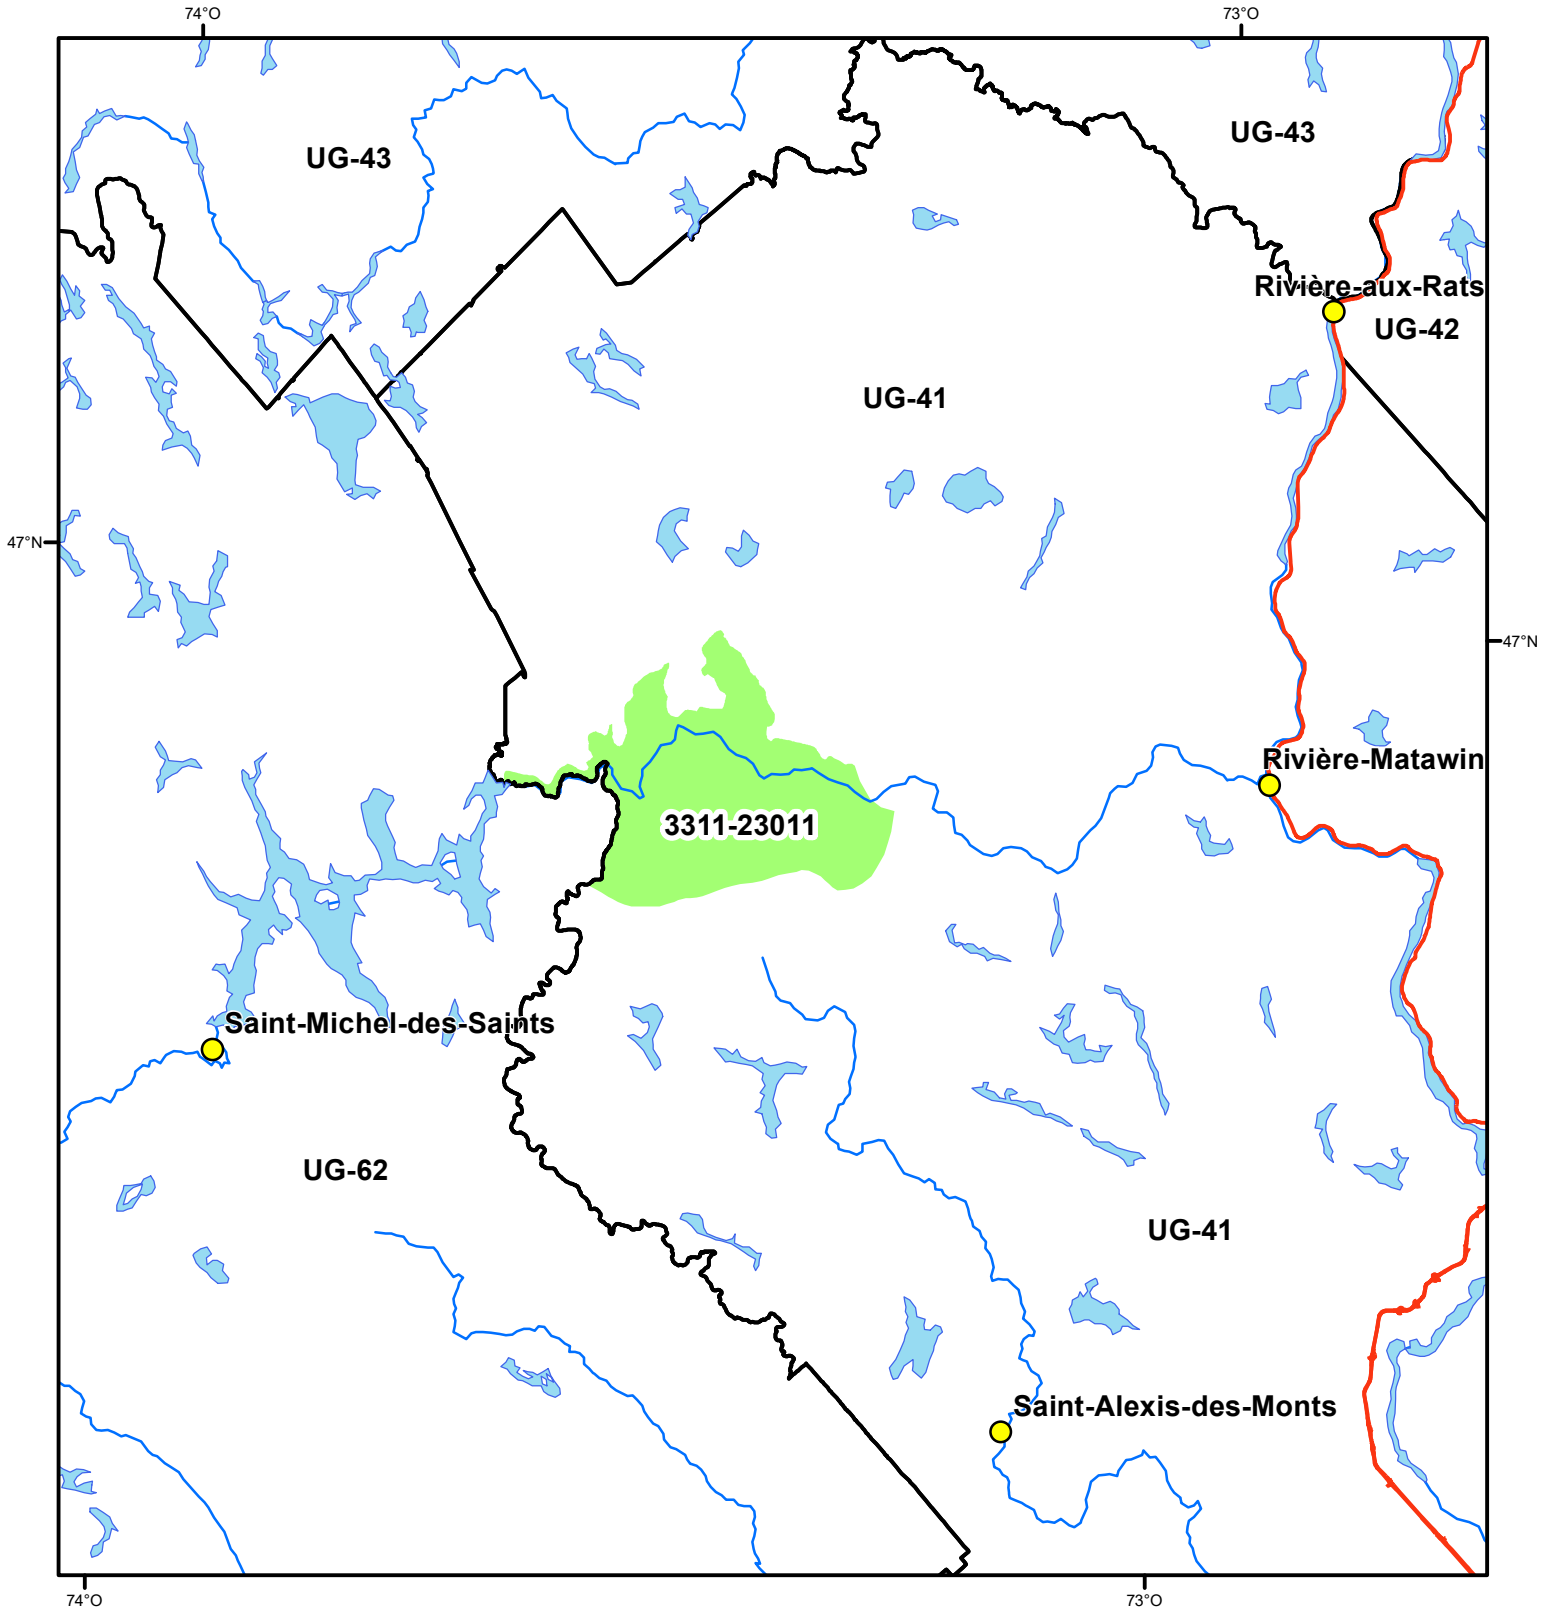 74°O
73°O
UG-43
UG-43
Rivière-aux-Rats
UG-42
UG-41
47°N
47°N
Rivière-Matawin
3311-23011
Saint-Michel-des-Saints
UG-62
UG-41
Saint-Alexis-des-Monts
74°O
73°O